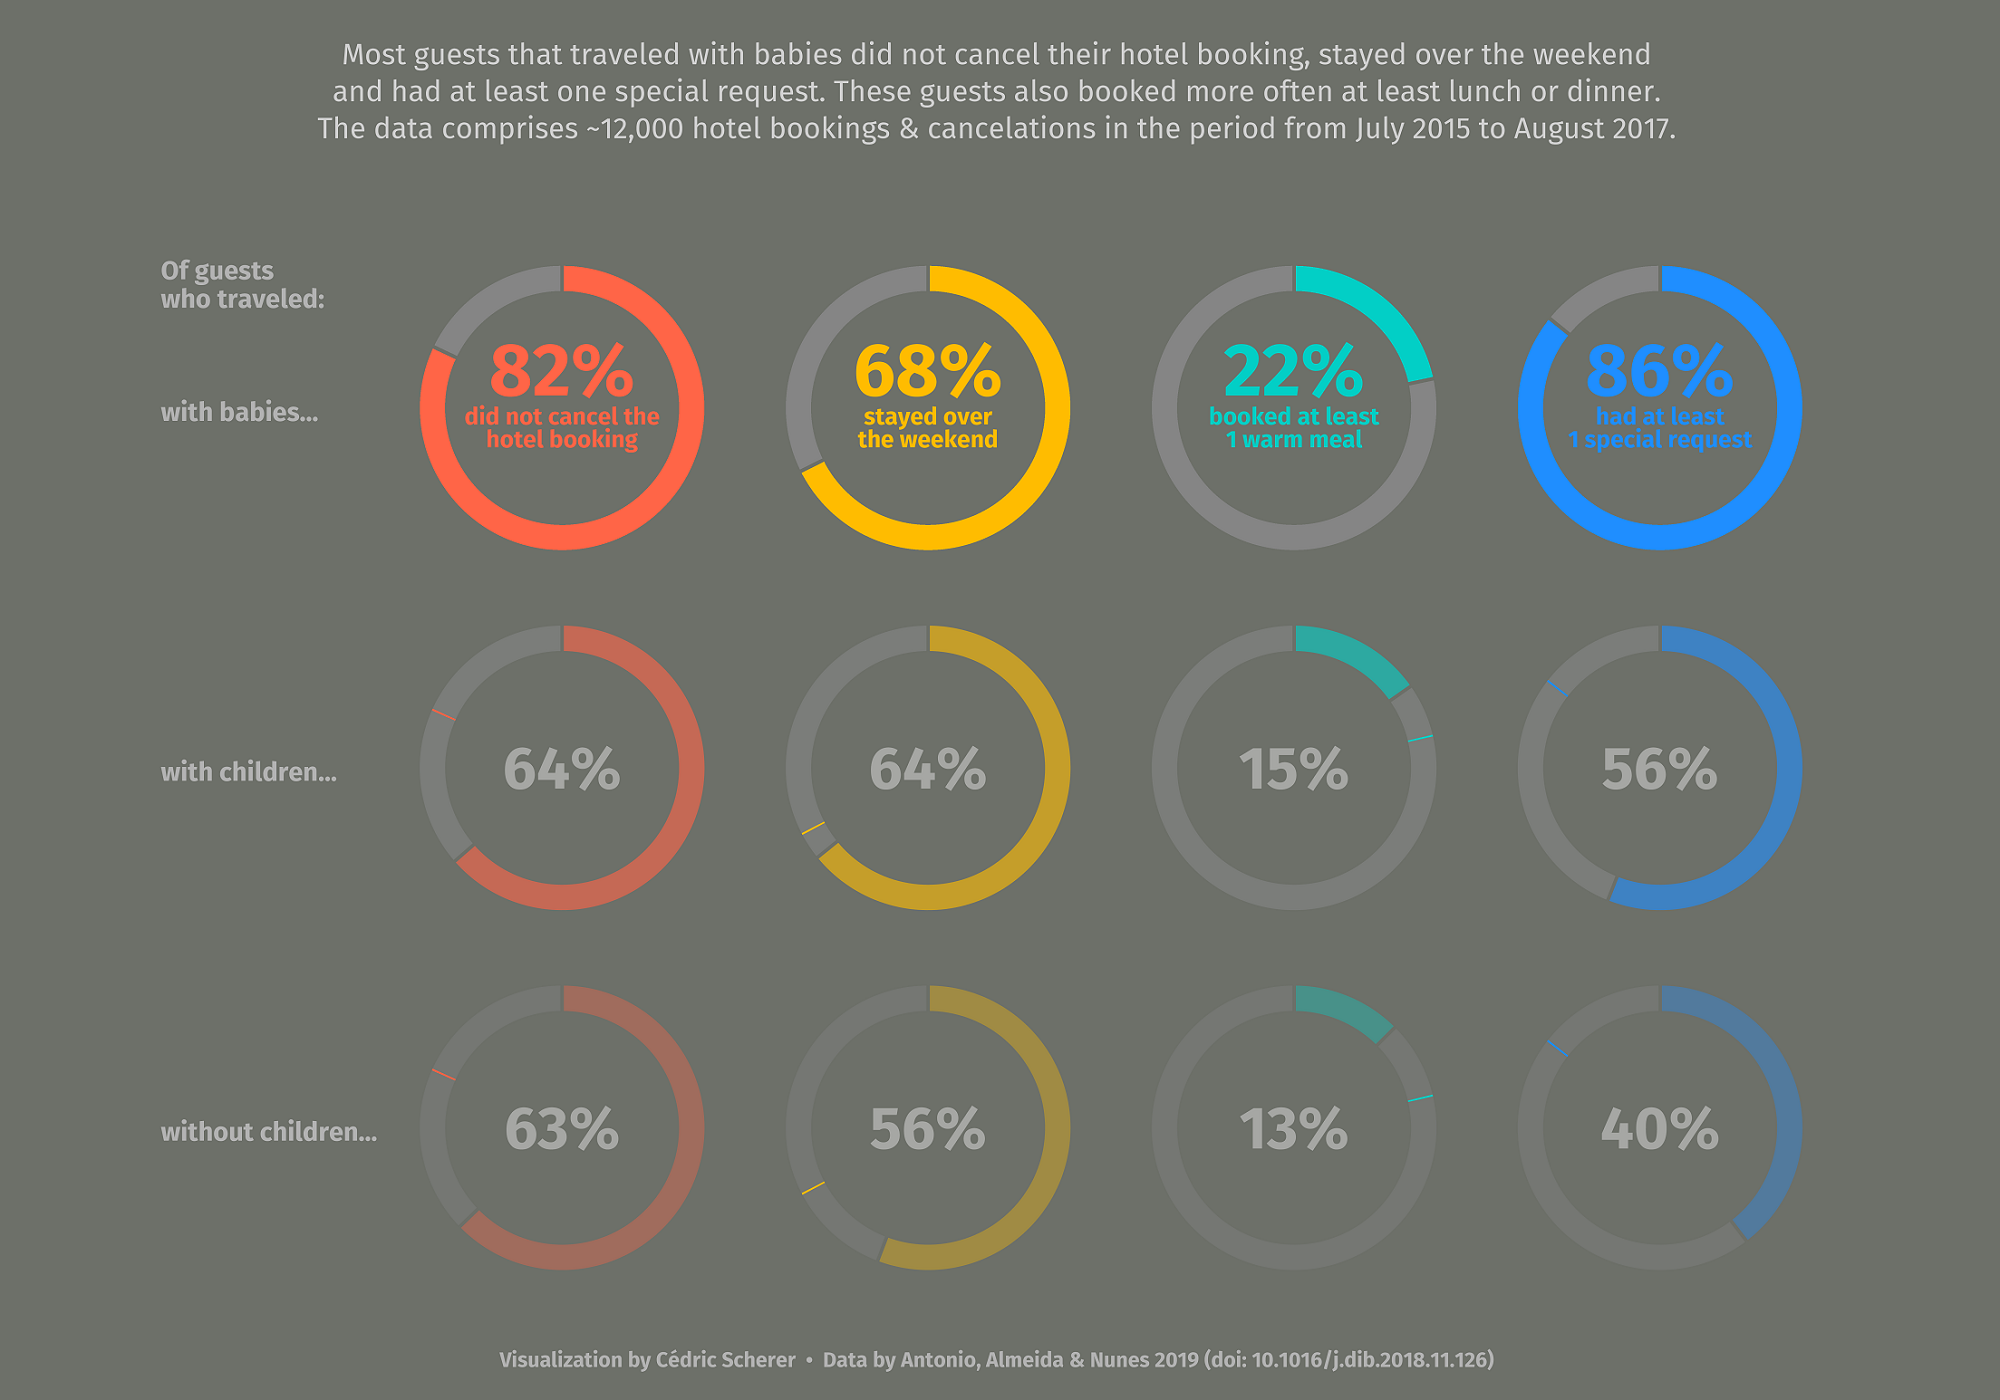 Most guests that traveled with babies did not cancel their hotel booking, stayed over the weekend
and had at least one special request. These guests also booked more often at least lunch or dinner.
The data comprises ~12,000 hotel bookings & cancelations in the period from July 2015 to August 2017.
Of guests
who traveled:
with babies...
82%
did not cancel the
hotel booking
68%
stayed over
the weekend
22%
booked at least
1 warm meal
86%
had at least
1 special request
with children...
64%
64%
15%
56%
without children...
63%
56%
13%
40%
Visualization by Cédric Scherer • Data by Antonio, Almeida & Nunes 2019 (doi: 10.1016/j.dib.2018.11.126)